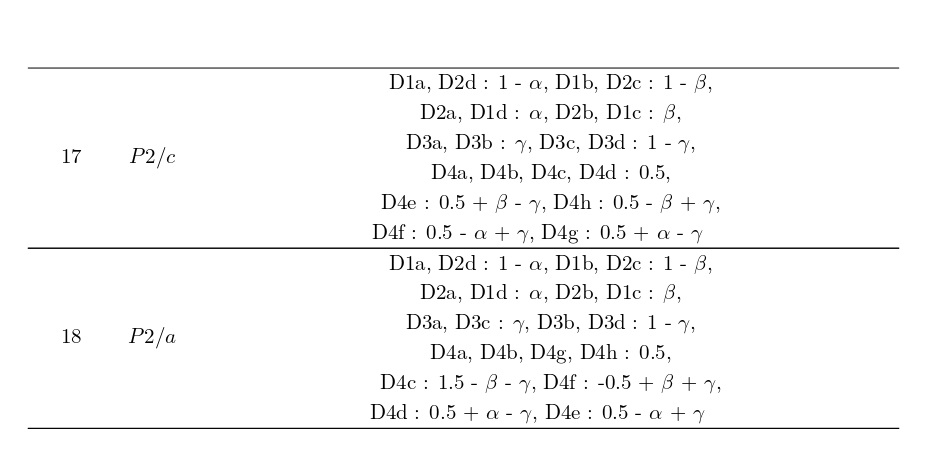 D1a, D2d : 1 - α, D1b, D2c : 1 - β,
D2a, D1d : α, D2b, D1c : β,
D3a, D3b : γ, D3c, D3d : 1 - γ,
17 P2/c
D4a, D4b, D4c, D4d : 0.5,
D4e : 0.5 + β - γ, D4h : 0.5 - β + γ,
D4f : 0.5 - α + γ, D4g : 0.5 + α - γ
D1a, D2d : 1 - α, D1b, D2c : 1 - β,
D2a, D1d : α, D2b, D1c : β,
D3a, D3c : γ, D3b, D3d : 1 - γ,
18 P2/a
D4a, D4b, D4g, D4h : 0.5,
D4c : 1.5 - β - γ, D4f : -0.5 + β + γ,
D4d : 0.5 + α - γ, D4e : 0.5 - α + γ